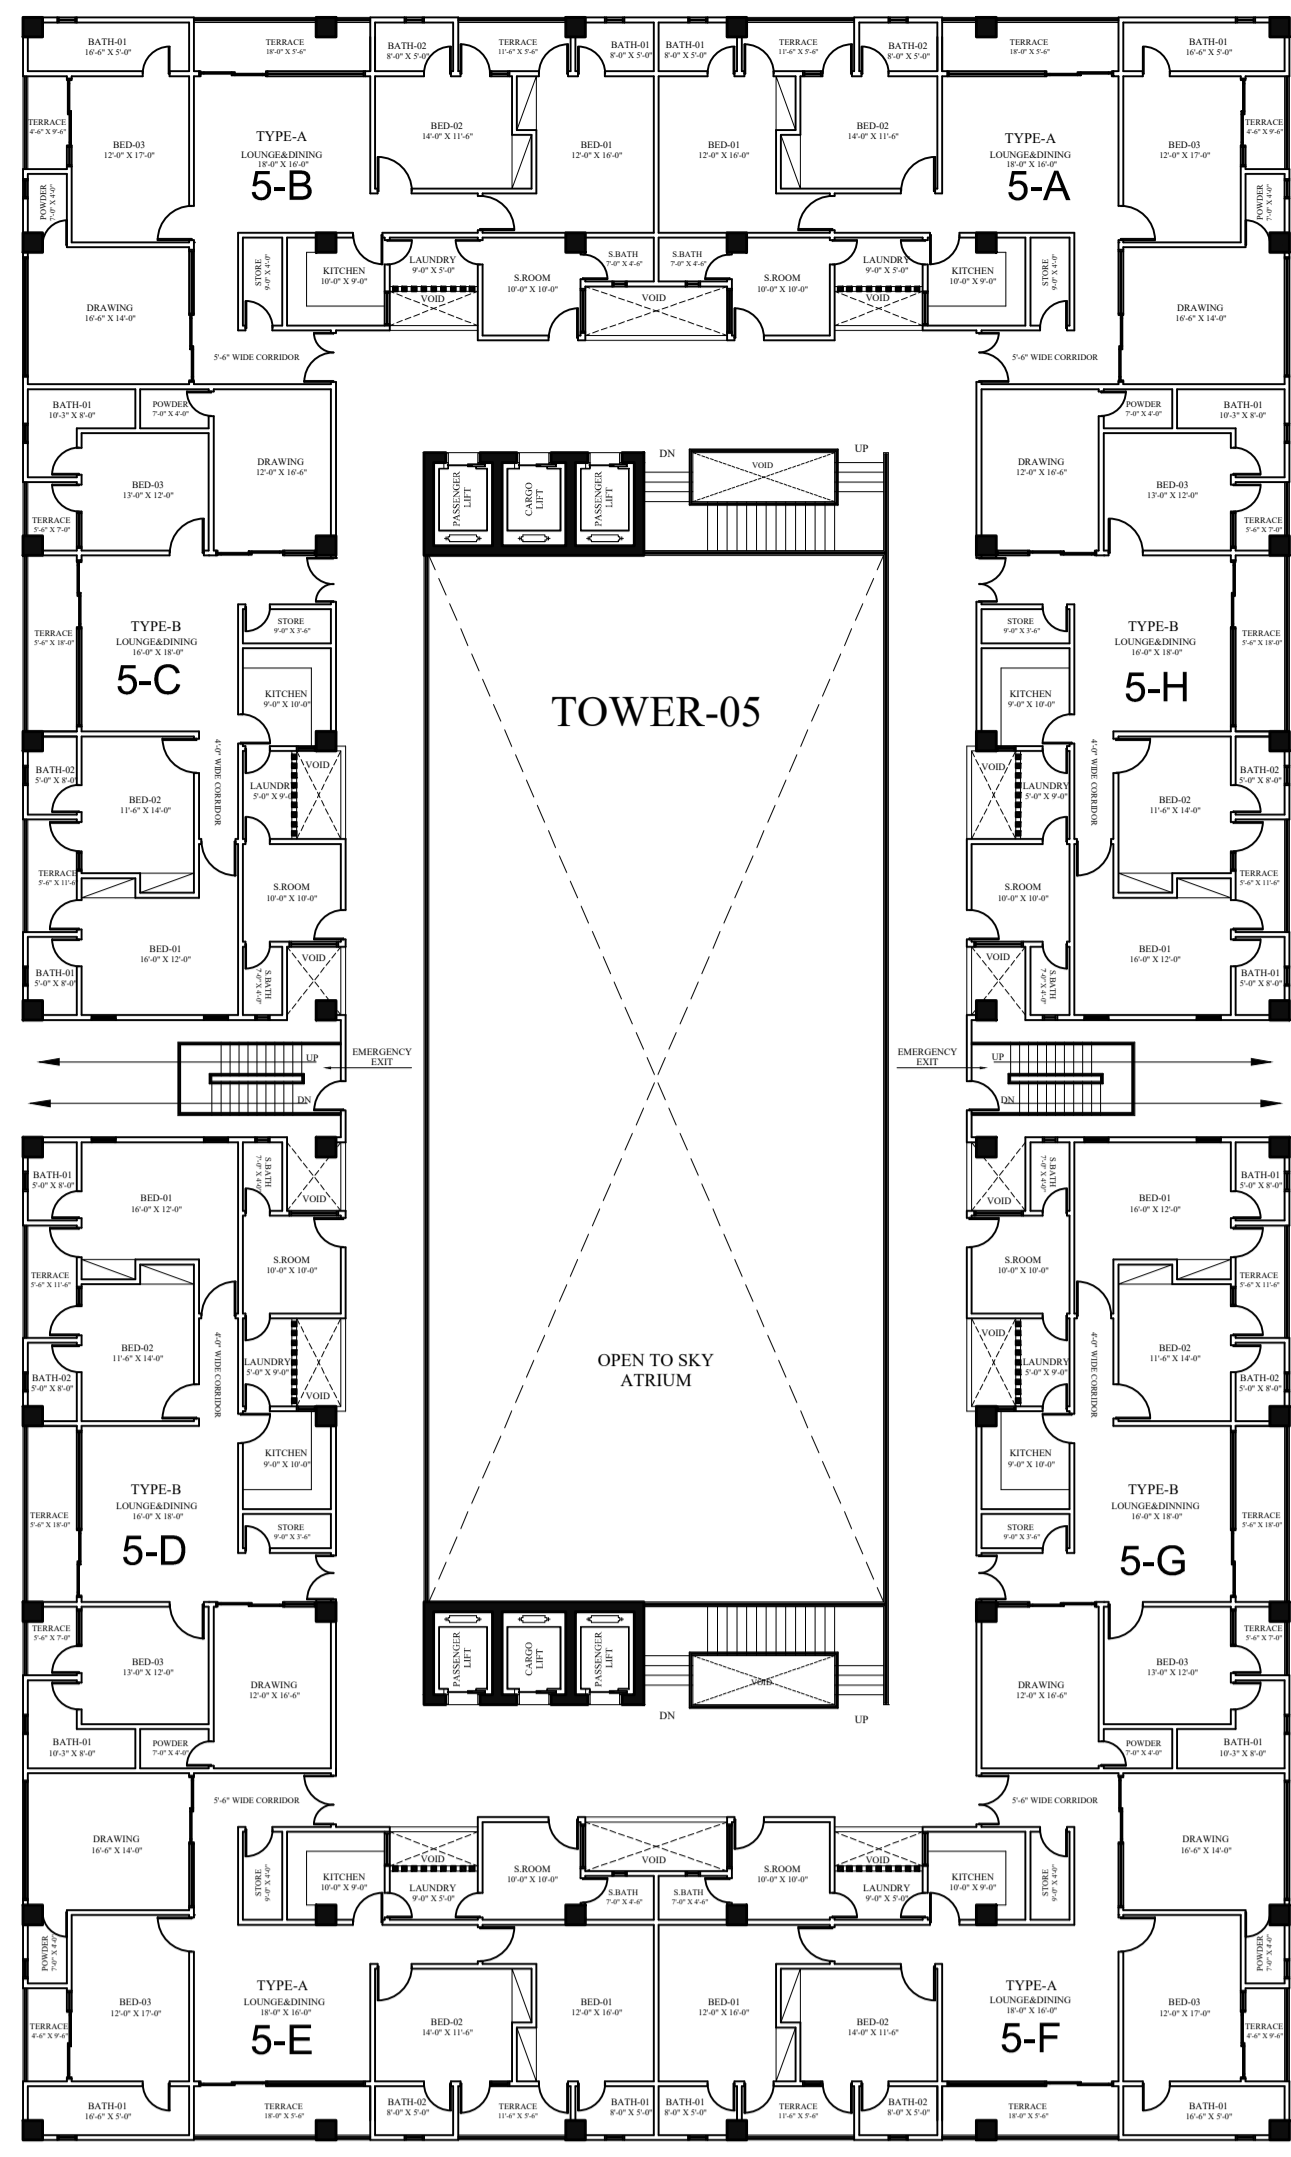 BATH-01
16'-6" X 5'-0"
TERRACE
18'-0" X 5'-6"
BATH-02
8'-0" X 5'-0"
TERRACE
11'-6" X 5'-6"
BATH-01
8'-0" X 5'-0"
BATH-01
8'-0" X 5'-0"
TERRACE
11'-6" X 5'-6"
BATH-02
8'-0" X 5'-0"
TERRACE
18'-0" X 5'-6"
BATH-01
16'-6" X 5'-0"
TERRACE
4'-6" X 9'-6"
BED-03
12'-0" X 17'-0"
TYPE-A
LOUNGE&DINING
18'-0" X 16'-0"
5-B
BED-02
14'-0" X 11'-6"
BED-01
12'-0" X 16'-0"
BED-01
12'-0" X 16'-0"
BED-02
14'-0" X 11'-6"
TYPE-A
LOUNGE&DINING
18'-0" X 16'-0"
5-A
BED-03
12'-0" X 17'-0"
TERRACE
4'-6" X 9'-6"
POWDER
7'-0" X 4'-0"
POWDER
7'-0" X 4'-0"
STORE
9'-0" X 4'-0"
KITCHEN
10'-0" X 9'-0"
LAUNDRY
9'-0" X 5'-0"
VOID
S.ROOM
10'-0" X 10'-0"
S.BATH
7'-0" X 4'-6"
S.BATH
7'-0" X 4'-6"
VOID
S.ROOM
10'-0" X 10'-0"
LAUNDRY
9'-0" X 5'-0"
VOID
KITCHEN
10'-0" X 9'-0"
STORE
9'-0" X 4'-0"
DRAWING
16'-6" X 14'-0"
DRAWING
16'-6" X 14'-0"
5'-6" WIDE CORRIDOR
5'-6" WIDE CORRIDOR
BATH-01
10'-3" X 8'-0"
POWDER
7'-0" X 4'-0"
DRAWING
12'-0" X 16'-6"
BED-03
13'-0" X 12'-0"
TERRACE
5'-6" X 7'-0"
PASSENGER
LIFT
CARGO
LIFT
PASSENGER
LIFT
DN
VOID
UP
DRAWING
12'-0" X 16'-6"
POWDER
7'-0" X 4'-0"
BATH-01
10'-3" X 8'-0"
BED-03
13'-0" X 12'-0"
TERRACE
5'-6" X 7'-0"
TERRACE
5'-6" X 18'-0"
TYPE-B
LOUNGE&DINING
16'-0" X 18'-0"
5-C
STORE
9'-0" X 3'-6"
KITCHEN
9'-0" X 10'-0"
TOWER-05
STORE
9'-0" X 3'-6"
KITCHEN
9'-0" X 10'-0"
TYPE-B
LOUNGE&DINING
16'-0" X 18'-0"
5-H
TERRACE
5'-6" X 18'-0"
BATH-02
5'-0" X 8'-0"
BED-02
11'-6" X 14'-0"
4'-0" WIDE CORRIDOR
LAUNDRY
5'-0" X 9'-0"
VOID
VOID
LAUNDRY
5'-0" X 9'-0"
4'-0" WIDE CORRIDOR
BED-02
11'-6" X 14'-0"
BATH-02
5'-0" X 8'-0"
TERRACE
5'-6" X 11'-6"
S.ROOM
10'-0" X 10'-0"
S.ROOM
10'-0" X 10'-0"
TERRACE
5'-6" X 11'-6"
BATH-01
5'-0" X 8'-0"
BED-01
16'-0" X 12'-0"
S.BATH
7'-0" X 4'-0"
VOID
VOID
S.BATH
7'-0" X 4'-0"
BED-01
16'-0" X 12'-0"
BATH-01
5'-0" X 8'-0"
UP
DN
EMERGENCY
EXIT
EMERGENCY
EXIT
UP
DN
BATH-01
5'-0" X 8'-0"
BED-01
16'-0" X 12'-0"
S.BATH
7'-0" X 4'-0"
VOID
VOID
S.BATH
7'-0" X 4'-0"
BED-01
16'-0" X 12'-0"
BATH-01
5'-0" X 8'-0"
TERRACE
5'-6" X 11'-6"
S.ROOM
10'-0" X 10'-0"
S.ROOM
10'-0" X 10'-0"
TERRACE
5'-6" X 11'-6"
BED-02
11'-6" X 14'-0"
BATH-02
5'-0" X 8'-0"
4'-0" WIDE CORRIDOR
LAUNDRY
5'-0" X 9'-0"
VOID
OPEN TO SKY
ATRIUM
VOID
LAUNDRY
5'-0" X 9'-0"
4'-0" WIDE CORRIDOR
BED-02
11'-6" X 14'-0"
BATH-02
5'-0" X 8'-0"
KITCHEN
9'-0" X 10'-0"
KITCHEN
9'-0" X 10'-0"
TERRACE
5'-6" X 18'-0"
TYPE-B
LOUNGE&DINING
16'-0" X 18'-0"
5-D
STORE
9'-0" X 3'-6"
STORE
9'-0" X 3'-6"
TYPE-B
LOUNGE&DINNING
16'-0" X 18'-0"
5-G
TERRACE
5'-6" X 18'-0"
TERRACE
5'-6" X 7'-0"
BED-03
13'-0" X 12'-0"
DRAWING
12'-0" X 16'-6"
PASSENGER
LIFT
CARGO
LIFT
PASSENGER
LIFT
VOID
DN
UP
DRAWING
12'-0" X 16'-6"
BED-03
13'-0" X 12'-0"
TERRACE
5'-6" X 7'-0"
BATH-01
10'-3" X 8'-0"
POWDER
7'-0" X 4'-0"
POWDER
7'-0" X 4'-0"
BATH-01
10'-3" X 8'-0"
5'-6" WIDE CORRIDOR
5'-6" WIDE CORRIDOR
DRAWING
16'-6" X 14'-0"
DRAWING
16'-6" X 14'-0"
STORE
9'-0" X 4'-0"
KITCHEN
10'-0" X 9'-0"
VOID
LAUNDRY
9'-0" X 5'-0"
S.ROOM
10'-0" X 10'-0"
VOID
S.BATH
7'-0" X 4'-6"
S.BATH
7'-0" X 4'-6"
S.ROOM
10'-0" X 10'-0"
VOID
LAUNDRY
9'-0" X 5'-0"
KITCHEN
10'-0" X 9'-0"
STORE
9'-0" X 4'-0"
POWDER
7'-0" X 4'-0"
POWDER
7'-0" X 4'-0"
TERRACE
4'-6" X 9'-6"
BED-03
12'-0" X 17'-0"
TYPE-A
LOUNGE&DINING
18'-0" X 16'-0"
5-E
BED-02
14'-0" X 11'-6"
BED-01
12'-0" X 16'-0"
BED-01
12'-0" X 16'-0"
BED-02
14'-0" X 11'-6"
TYPE-A
LOUNGE&DINING
18'-0" X 16'-0"
5-F
BED-03
12'-0" X 17'-0"
TERRACE
4'-6" X 9'-6"
BATH-01
16'-6" X 5'-0"
TERRACE
18'-0" X 5'-6"
BATH-02
8'-0" X 5'-0"
TERRACE
11'-6" X 5'-6"
BATH-01
8'-0" X 5'-0"
BATH-01
8'-0" X 5'-0"
TERRACE
11'-6" X 5'-6"
BATH-02
8'-0" X 5'-0"
TERRACE
18'-0" X 5'-6"
BATH-01
16'-6" X 5'-0"